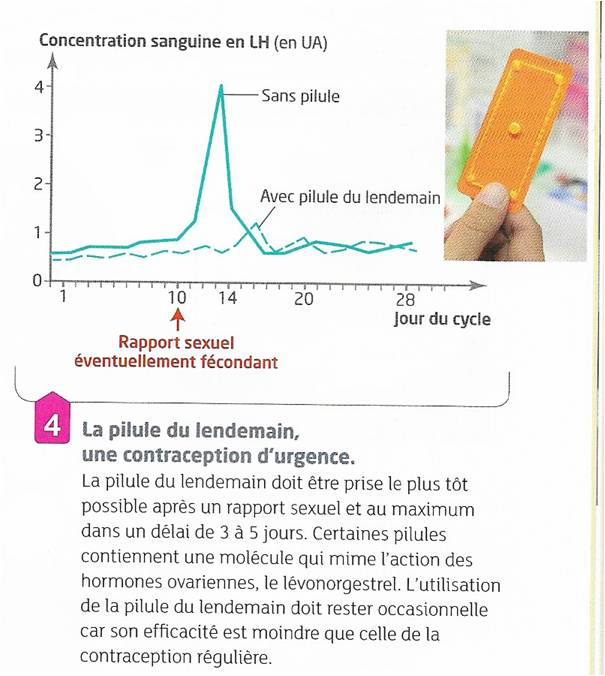 Concentration sanguine en LH (en UA)
4
Sans pilule
3
2
Avec pilule du lendemain
1
0
1 10 14 20 28
Jour du cycle
Rapport sexuel
éventuellement fécondant
4
La pilule du lendemain,
une contraception d'urgence.
La pilule du lendemain doit être prise le plus tôt
possible après un rapport sexuel et au maximum
dans un délai de 3 à 5 jours. Certaines pilules
contiennent une molécule qui mime l'action des
hormones ovariennes, le lévonorgestrel. L'utilisation
de la pilule du lendemain doit rester occasionnelle
car son efficacité est moindre que celle de la
contraception régulière.